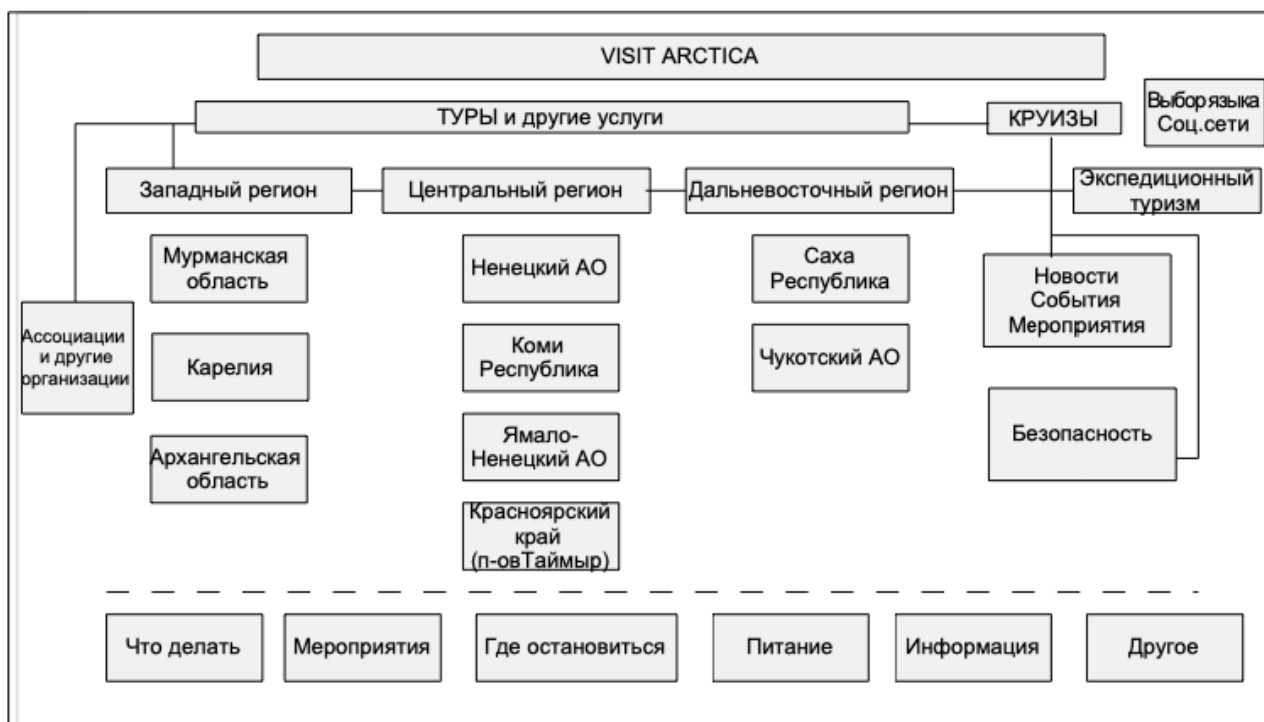 VISIT ARCTICA
ТУРЫ и другие услуги
КРУИЗЫ
Выбор языка
Соц.сети
Западный регион
Центральный регион
Дальневосточный регион
Экспедиционный
туризм
Мурманская
область
Ненецкий АО
Саха
Республика
Новости
События
Мероприятия
Ассоциации
и другие
организации
Карелия
Коми
Республика
Чукотский АО
Архангельская
область
Ямало-
Ненецкий АО
Безопасность
Красноярский
край
(п-овТаймыр)
Что делать
Мероприятия
Где остановиться
Питание
Информация
Другое